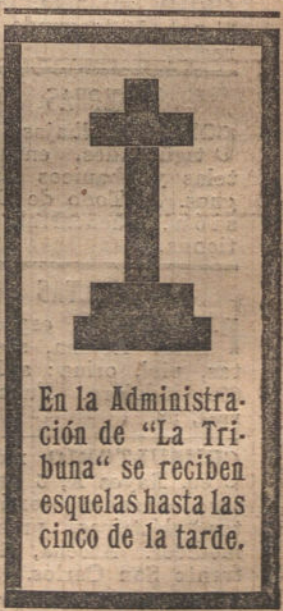 En la Administra-
ción de “La Tri-
buna“ se reciben
esquelas hasta las
cinco de la tarde.